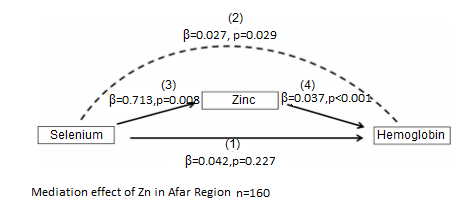 (2)
β=0.027, p=0.029
(3)
(4)
β=0.713,p=0.008
Zinc
β=0.037,p<0.001
Selenium
Hemoglobin
(1)
β=0.042,p=0.227
Mediation effect of Zn in Afar Region n=160